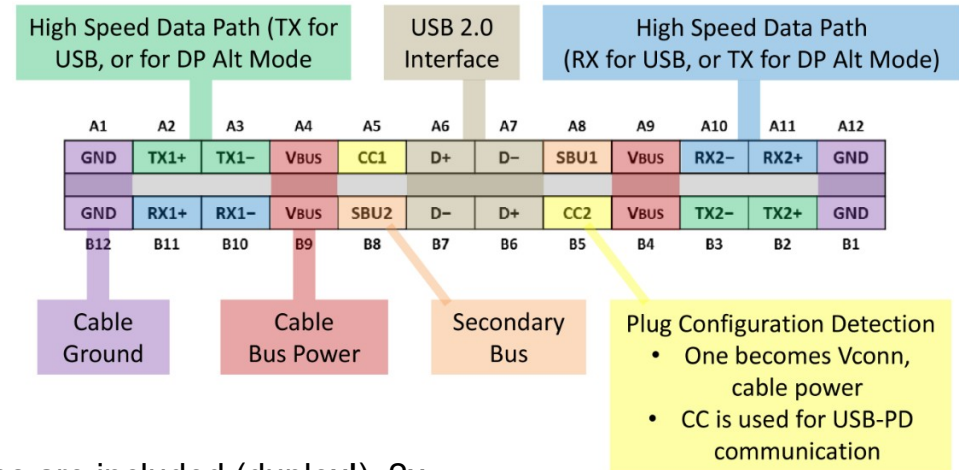 High Speed Data Path (TX for
USB, or for DP Alt Mode
USB 2.0
Interface
High Speed Data Path
(RX for USB, or TX for DP Alt Mode)
A1 A2 A3 A4 A5 A6 A7 A8 A9 A10 A11 A12
GND TX1+ TX1− VBUS CC1 D+ D− SBU1 VBUS RX2− RX2+ GND
GND RX1+ RX1− VBUS SBU2 D− D+ CC2 VBUS TX2− TX2+ GND
B12 B11 B10 B9 B8 B7 B6 B5 B4 B3 B2 B1
Cable
Ground
Cable
Bus Power
Secondary
Bus
Plug Configuration Detection
• One becomes Vconn,
cable power
• CC is used for USB-PD
communication